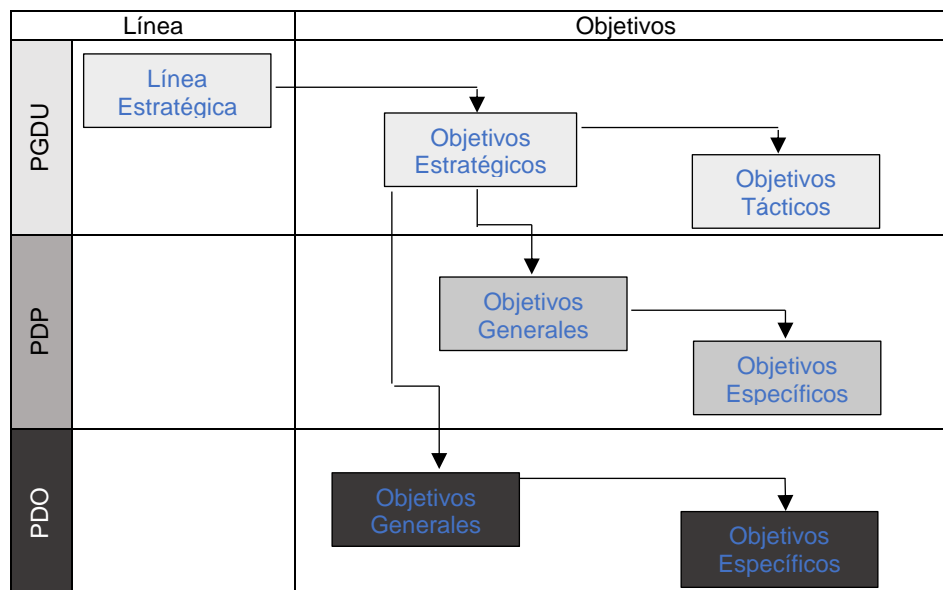 Línea
Objetivos
PGDU
Línea
Estratégica
Objetivos
Estratégicos
Objetivos
Tácticos
PDP
Objetivos
Generales
Objetivos
Específicos
PDO
Objetivos
Generales
Objetivos
Específicos